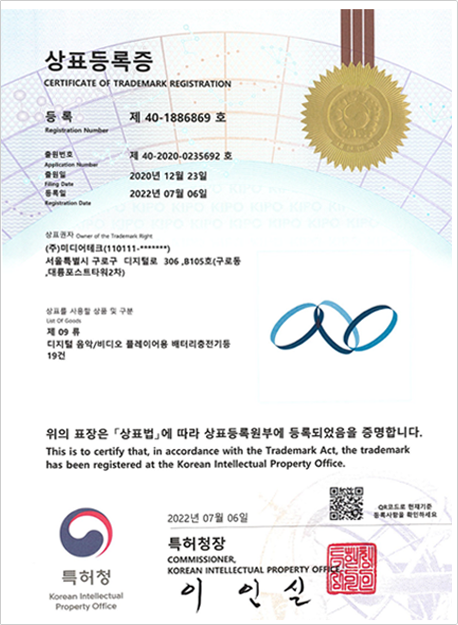 상표등록증
CERTIFICATE OF TRADEMARK REGISTRATION
등 록 제 40-1886869 호
Registration Number
출원번호 제 40-2020-0235692 호
Application Number
출원일 2020년 12월 23일
Filing Date
등록일 2022년 07월 06일
Registration Date
상표권자 Owner of the Trademark Right
(주)미디어테크(110111-*******)
서울특별시 구로구 디지털로 306 ,B105호(구로동
,대륭포스트타워2차)
상표를 사용할 상품 및 구분
List Of Goods
제 09 류
디지털 음악/비디오 플레이어용 배터리충전기등
19건
위의 표장은 「상표법」에 따라 상표등록원부에 등록되었음을 증명합니다.
This is to certify that, in accordance with the Trademark Act, the trademark
has been registered at the Korean Intellectual Property Office.
2022년 07월 06일
QR코드로 현재기준
등록사항을 확인하세요
특허청
Korean Intellectual
Property Office
특허청장
COMMISSIONER,
KOREAN INTELLECTUAL PROPERTY OFFICE
이 인 실